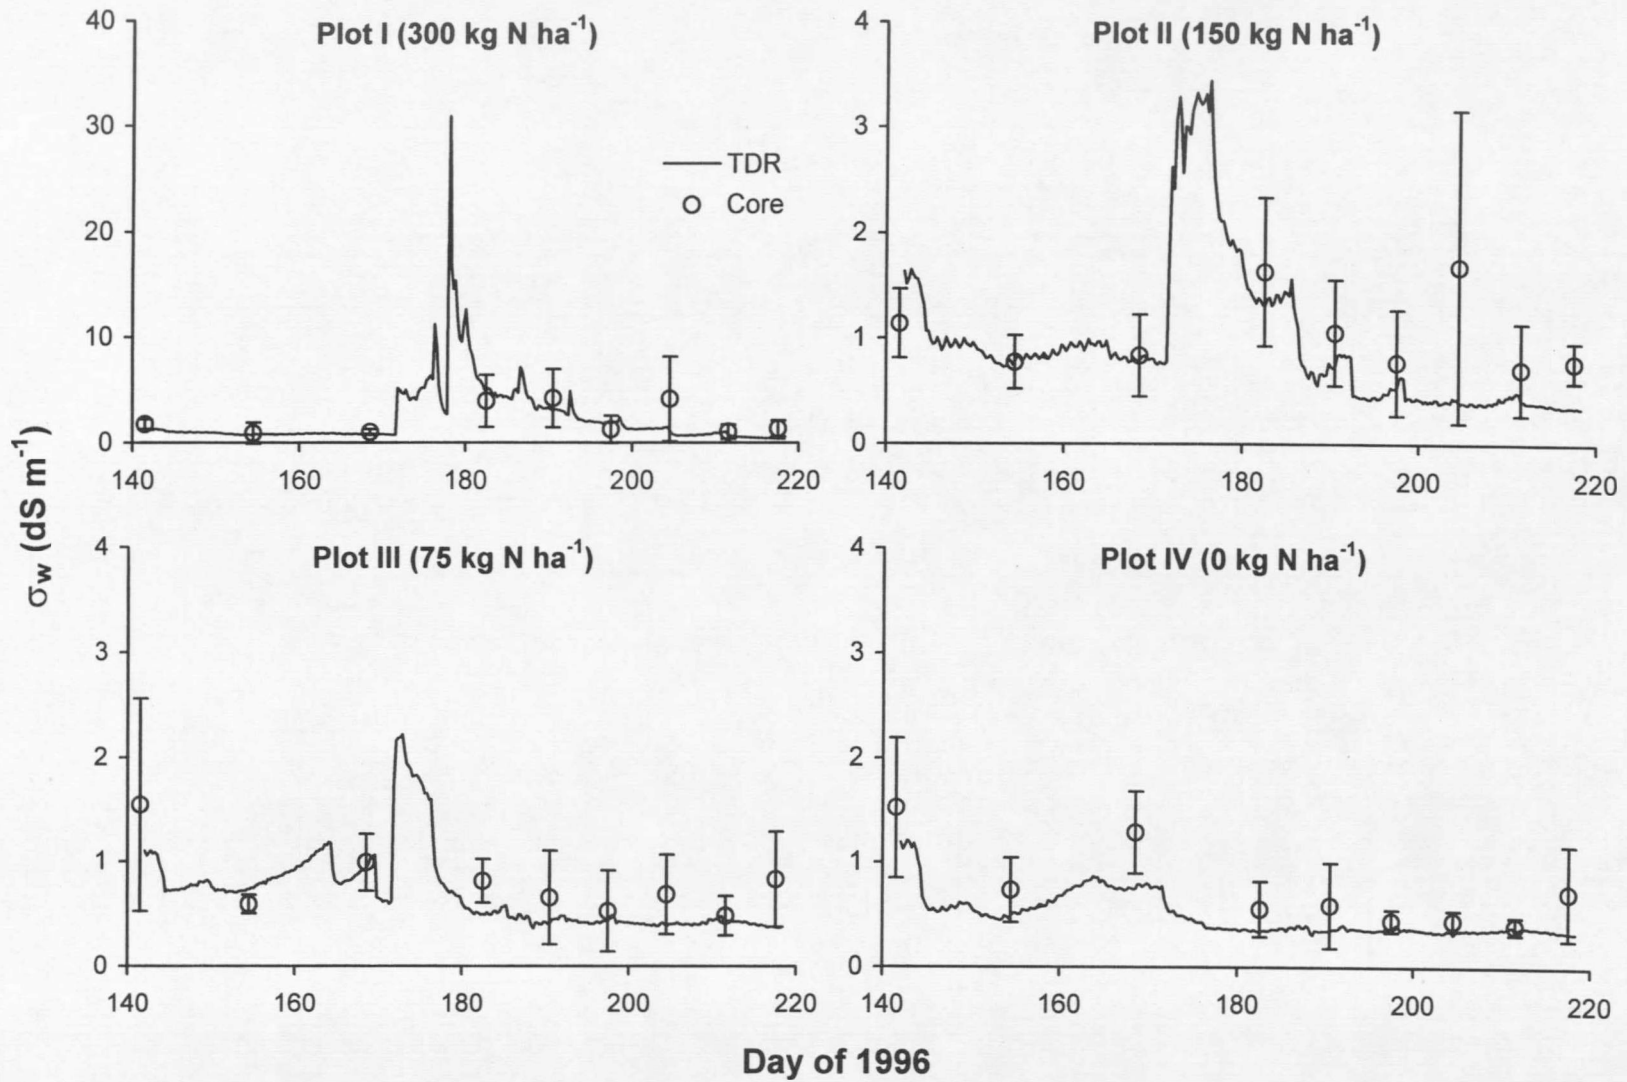 Plot I (300 kg N ha⁻¹)
40
30
20
10
0
140 160 180 200 220
TDR
Core
Plot II (150 kg N ha⁻¹)
4
3
2
1
0
140 160 180 200 220
σw (dS m⁻¹)
Plot III (75 kg N ha⁻¹)
4
3
2
1
0
140 160 180 200 220
Plot IV (0 kg N ha⁻¹)
4
3
2
1
0
140 160 180 200 220
Day of 1996